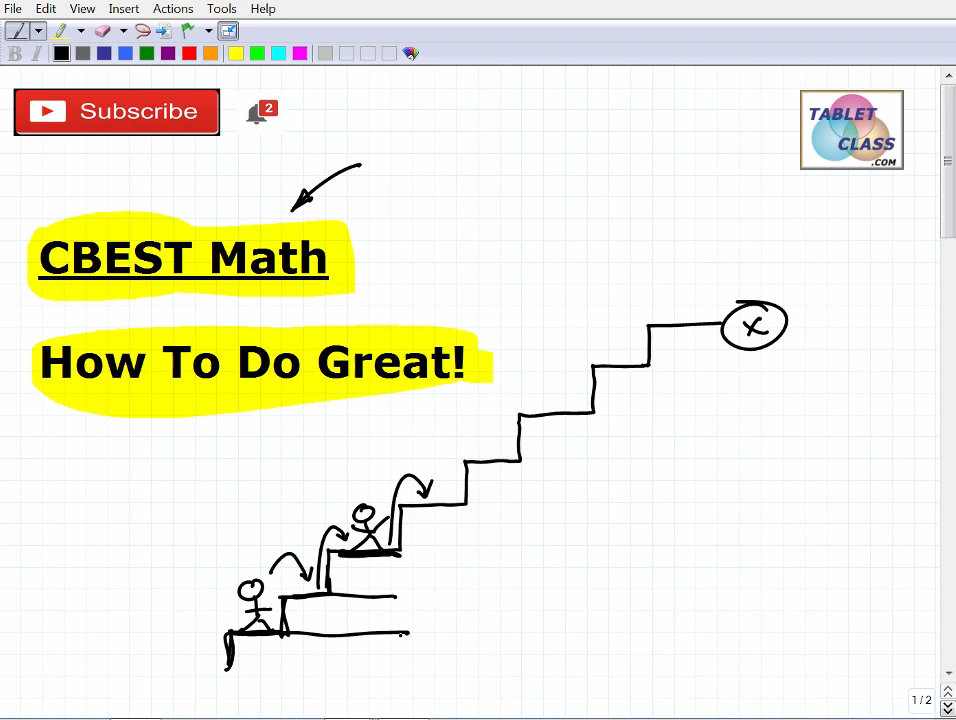 File Edit View Insert Actions Tools Help
B I
Subscribe
2
TABLET
CLASS
.COM
CBEST Math
How To Do Great!
X
1 / 2